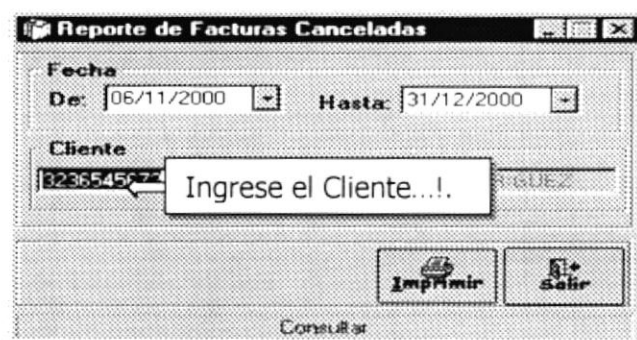 Reporte de Facturas Canceladas
Fecha
De: 06/11/2000 Hasta: 31/12/2000
Cliente
Ingrese el Cliente...!.
Imprimir Salir
Consultar